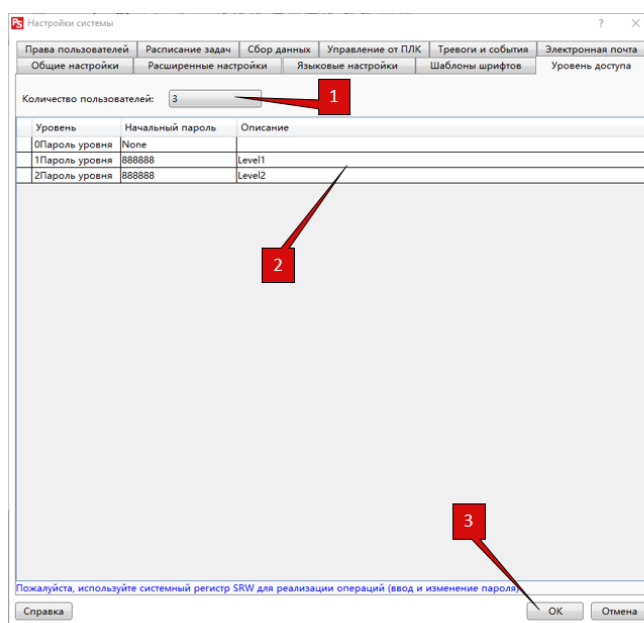 PS Настройки системы ? ×
Права пользователей Расписание задач Сбор данных Управление от ПЛК Тревоги и события Электронная почта
Общие настройки Расширенные настройки Языковые настройки Шаблоны шрифтов Уровень доступа
Количество пользователей: 3 1
Уровень Начальный пароль Описание
0Пароль уровня None
1Пароль уровня 888888 Level1
2Пароль уровня 888888 Level2
2
3
Пожалуйста, используйте системный регистр SRW для реализации операций (ввод и изменение пароля)
Справка OK Отмена